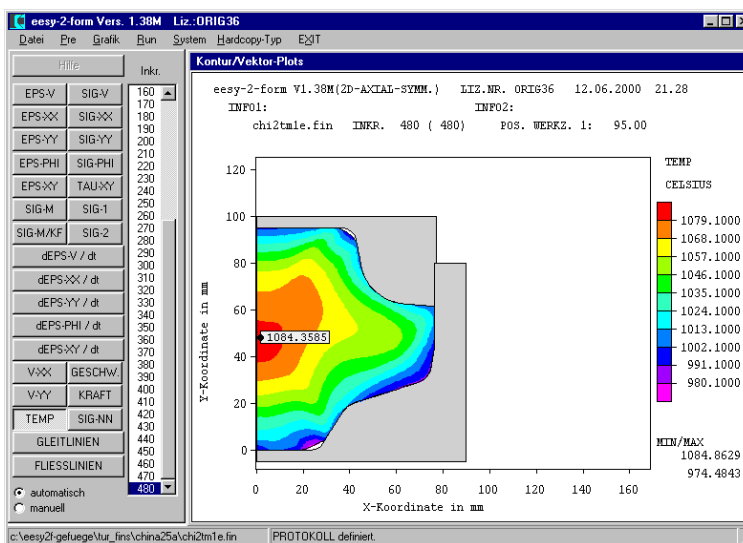 eesy-2-form Vers. 1.38M Liz.:ORIG36
Datei Pre Grafik Run System Hardcopy-Typ EXIT
Hilfe
Inkr.
EPS-V SIG-V
EPS-XX SIG-XX
EPS-YY SIG-YY
EPS-PHI SIG-PHI
EPS-XY TAU-XY
SIG-M SIG-1
SIG-M/KF SIG-2
dEPS-V / dt
dEPS-XX / dt
dEPS-YY / dt
dEPS-PHI / dt
dEPS-XY / dt
V-XX GESCHW.
V-YY KRAFT
TEMP SIG-NN
GLEITLINIEN
FLIESSLINIEN
automatisch
manuell
160
170
180
190
200
210
220
230
240
250
260
270
280
290
300
310
320
330
340
350
360
370
380
390
400
410
420
430
440
450
460
470
480
Kontur/Vektor-Plots
eesy-2-form V1.38M(2D-AXIAL-SYMM.) LIZ.NR. ORIG36 12.06.2000 21.28
INFO1: INFO2:
chi2tm1e.fin INKR. 480 ( 480) POS. WERKZ. 1: 95.00
Y-Koordinate in mm
120
100
80
60
40
20
0
1084.3585
0 20 40 60 80 100 120 140 160
X-Koordinate in mm
TEMP
CELSIUS
1079.1000
1068.1000
1057.1000
1046.1000
1035.1000
1024.1000
1013.1000
1002.1000
991.1000
980.1000
MIN/MAX
1084.8629
974.4843
c:\eesy2f-gefuege\tur_fins\china25a\chi2tm1e.fin PROTOKOLL definiert.